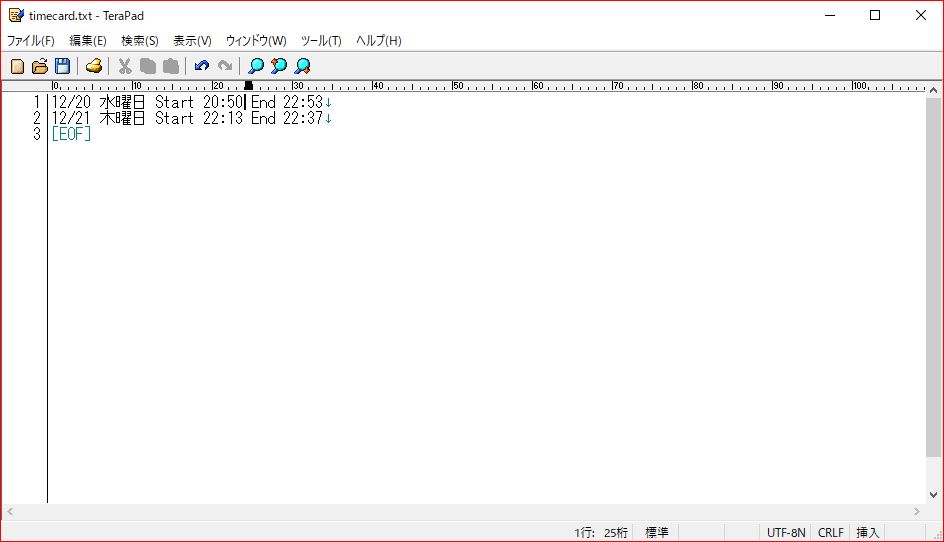 timecard.txt - TeraPad
ファイル(F) 編集(E) 検索(S) 表示(V) ウィンドウ(W) ツール(T) ヘルプ(H)
0 10 20 30 40 50 60 70 80 90 100
1 12/20 水曜日 Start 20:50 End 22:53↓
2 12/21 木曜日 Start 22:13 End 22:37↓
3 [EOF]
1行: 25桁 標準 UTF-8N CRLF 挿入